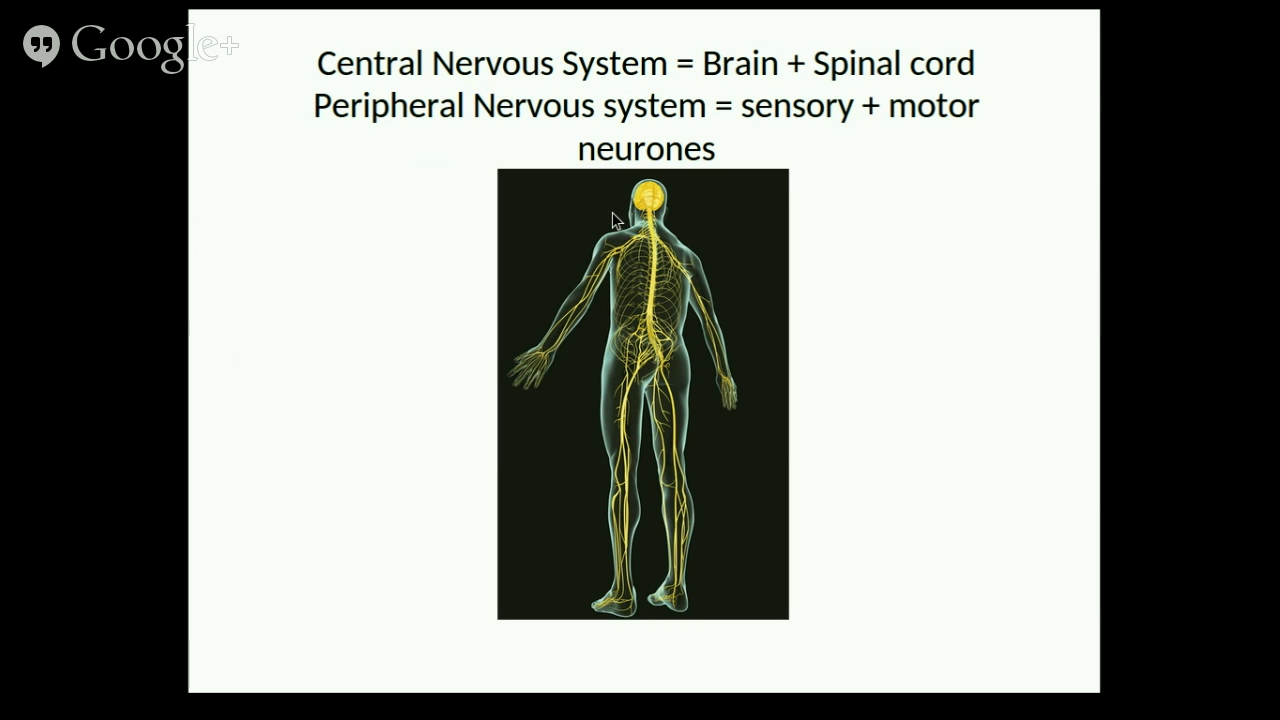 Google+
Central Nervous System = Brain + Spinal cord
Peripheral Nervous system = sensory + motor
neurones